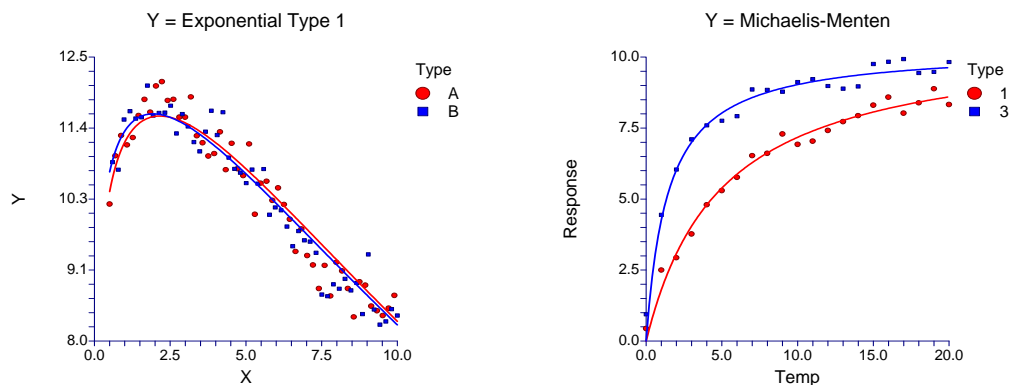 Y = Exponential Type 1
12.5
11.4
10.3
9.1
8.0
Y
0.0 2.5 5.0 7.5 10.0
X
Type
A
B
Y = Michaelis-Menten
10.0
7.5
5.0
2.5
0.0
Response
0.0 5.0 10.0 15.0 20.0
Temp
Type
1
3